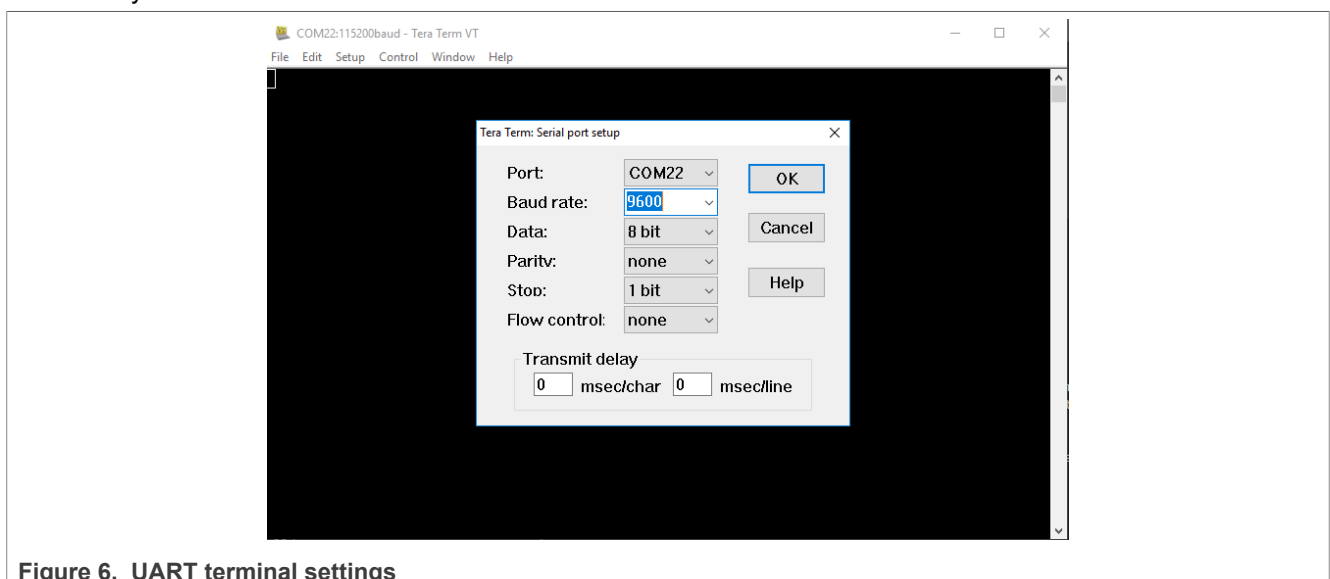 COM22:115200baud - Tera Term VT
File Edit Setup Control Window Help
Tera Term: Serial port setup
Port: COM22
OK
Baud rate: 9600
Data: 8 bit
Cancel
Parity: none
Stop: 1 bit
Help
Flow control: none
Transmit delay
0 msec/char 0 msec/line
Figure 6. UART terminal settings